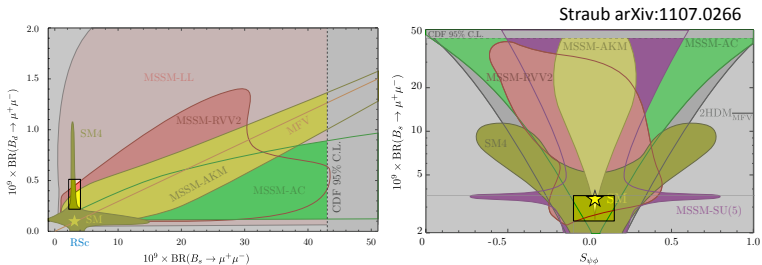 Straub arXiv:1107.0266
2.0
1.5
1.0
0.5
0.0
0
10
20
30
40
50
10⁹ × BR(B_d → μ⁺μ⁻)
10⁹ × BR(B_s → μ⁺μ⁻)
MSSM-LL
MSSM-RVV2
SM4
MFV
MSSM-AKM
MSSM-AC
CDF 95% C.L.
SM
RSc
50
20
10
5
2
-1.0
-0.5
0.0
0.5
1.0
10⁹ × BR(B_s → μ⁺μ⁻)
S_ψϕ
CDF 95% C.L.
MSSM-AKM
MSSM-AC
MSSM-RVV2
2HDM_MFV
SM4
SM
MSSM-SU(5)